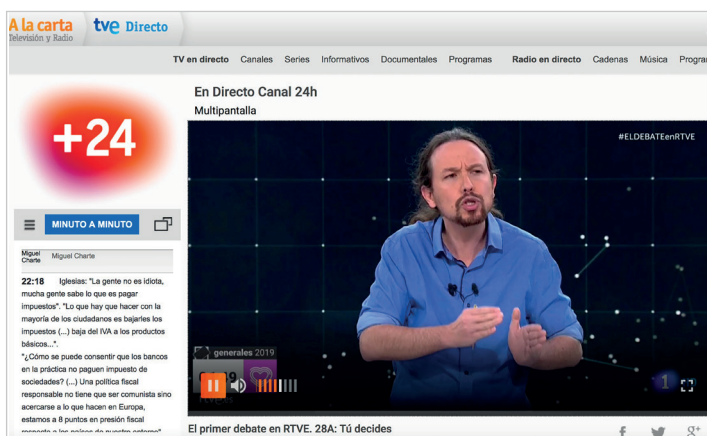 A la carta
Televisión y Radio
tve Directo
TV en directo Canales Series Informativos Documentales Programas Radio en directo Cadenas Música
+24
MINUTO A MINUTO
Miguel Charte
Miguel Charte
22:18 Iglesias: "La gente no es idiota,
mucha gente sabe lo que es pagar
impuestos". "Lo que hay que hacer con la
mayoría de los ciudadanos es bajarles los
impuestos (...) baja del IVA a los productos
básicos...".
"¿Cómo se puede consentir que los bancos
en la práctica no paguen impuesto de
sociedades? (...) Una política fiscal
responsable no tiene que ser comunista sino
acercarse a lo que hacen en Europa,
estamos a 8 puntos en presión fiscal
respecto a los países de nuestro entorno"
En Directo Canal 24h
Multipantalla
#ELDEBATEenRTVE
generales 2019
1
El primer debate en RTVE. 28A: Tú decides